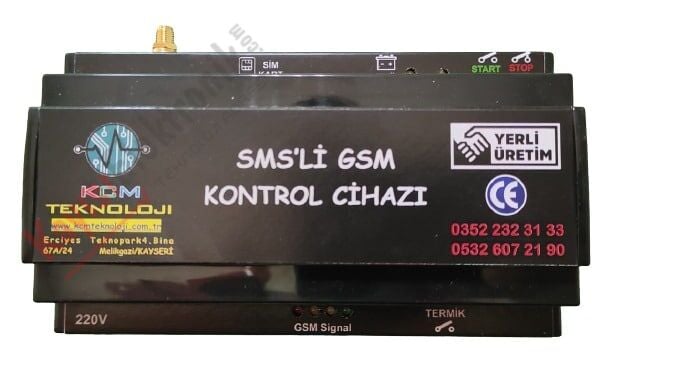 SİM
KART
START STOP
SMS'Lİ GSM
KONTROL CİHAZI
KCM
TEKNOLOJI
www.kcmteknoloji.com.tr
Erciyes Teknopark4.Bina
67A/24 Melikgazi/KAYSERİ
YERLİ
ÜRETİM
CE
0352 232 31 33
0532 607 21 90
220V
GSM Signal
TERMİK